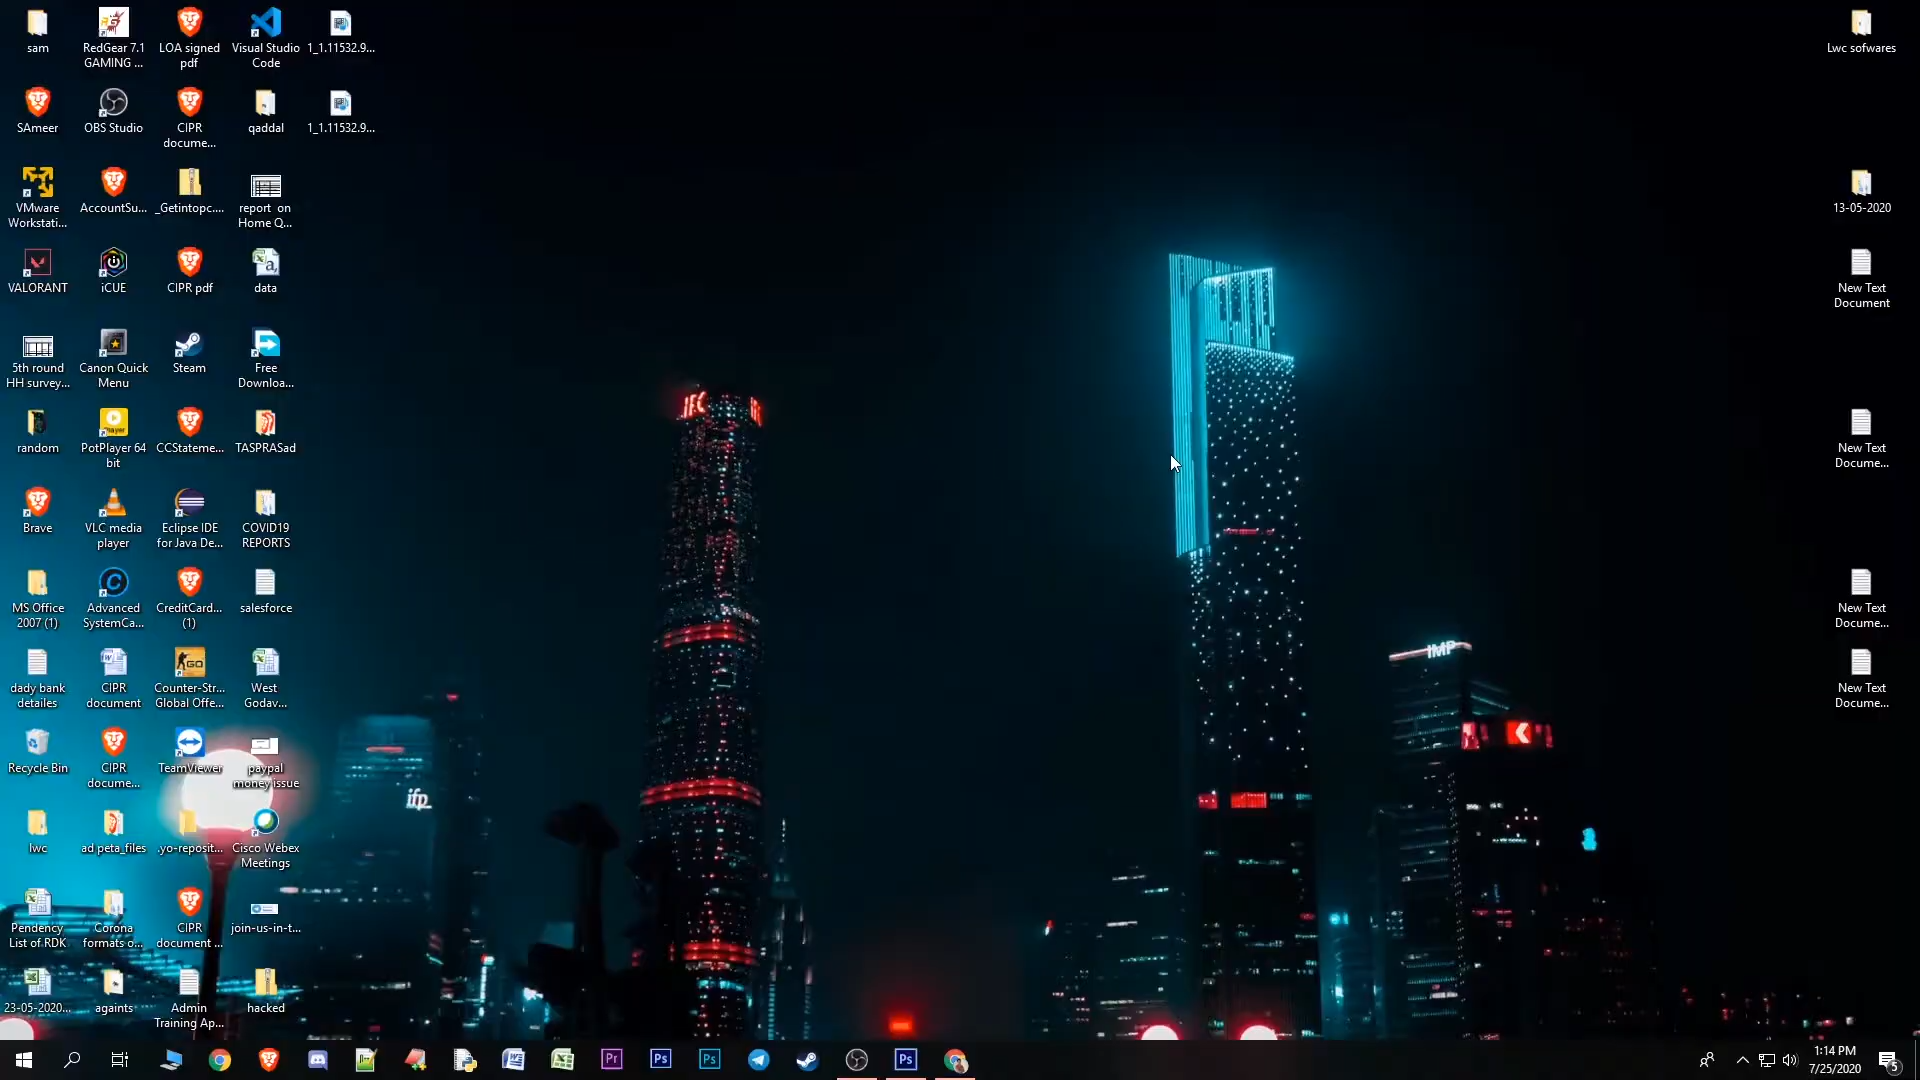 sam
RedGear 7.1
GAMING ...
LOA signed
pdf
Visual Studio
Code
1_1.11532.9...
Lwc sofwares
SAmeer
OBS Studio
CIPR
docume...
qaddal
1_1.11532.9...
VMware
Workstati...
AccountSu...
_Getintopc....
report on
Home Q...
13-05-2020
VALORANT
iCUE
CIPR pdf
data
New Text
Document
5th round
HH survey...
Canon Quick
Menu
Steam
Free
Downloa...
random
PotPlayer 64
bit
CCStateme...
TASPRASad
New Text
Docume...
Brave
VLC media
player
Eclipse IDE
for Java De...
COVID19
REPORTS
MS Office
2007 (1)
Advanced
SystemCa...
CreditCard...
(1)
salesforce
New Text
Docume...
dady bank
detailes
CIPR
document
Counter-Str...
Global Offe...
West
Godav...
New Text
Docume...
Recycle Bin
CIPR
docume...
TeamViewer
paypal
money issue
lwc
ad peta_files
.yo-reposit...
Cisco Webex
Meetings
Pendency
List of RDK
Corona
formats o...
CIPR
document ...
join-us-in-t...
23-05-2020...
againts
Admin
Training Ap...
hacked
IFC
IMP
ifp
1:14 PM
7/25/2020
5